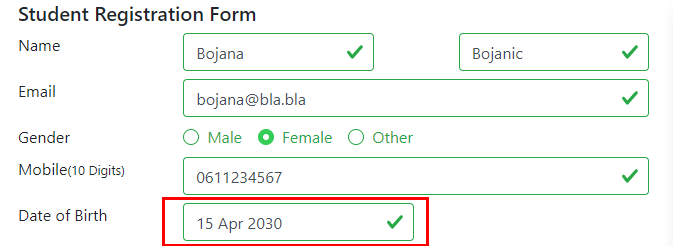 Student Registration Form
Name Bojana Bojanic
Email bojana@bla.bla
Gender Male Female Other
Mobile(10 Digits) 0611234567
Date of Birth 15 Apr 2030